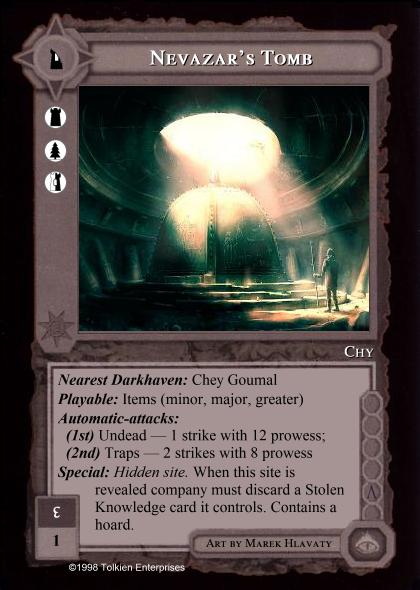 Nevazar's Tomb
Chy
Nearest Darkhaven: Chey Goumal
Playable: Items (minor, major, greater)
Automatic-attacks:
(1st) Undead — 1 strike with 12 prowess;
(2nd) Traps — 2 strikes with 8 prowess
Special: Hidden site. When this site is
revealed company must discard a Stolen
Knowledge card it controls. Contains a
hoard.
ε
1
Art by Marek Hlavaty
©1998 Tolkien Enterprises